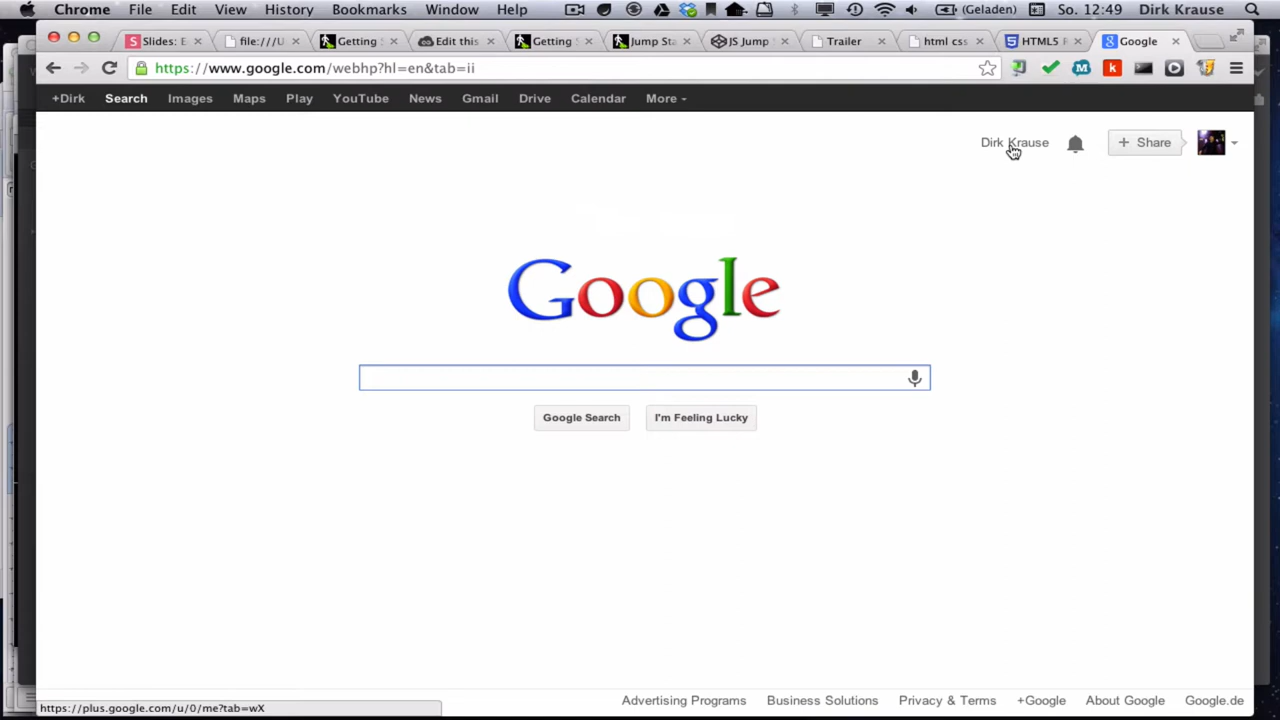 Chrome File Edit View History Bookmarks Window Help (Geladen) So. 12:49 Dirk Krause
Slides: E file:///U Getting S Edit this Getting S Jump Sta JS Jump Trailer html css HTML5 F Google
https://www.google.com/webhp?hl=en&tab=ii
+Dirk Search Images Maps Play YouTube News Gmail Drive Calendar More
Dirk Krause + Share
Google
Google Search I'm Feeling Lucky
Advertising Programs Business Solutions Privacy & Terms +Google About Google Google.de
https://plus.google.com/u/0/me?tab=wX